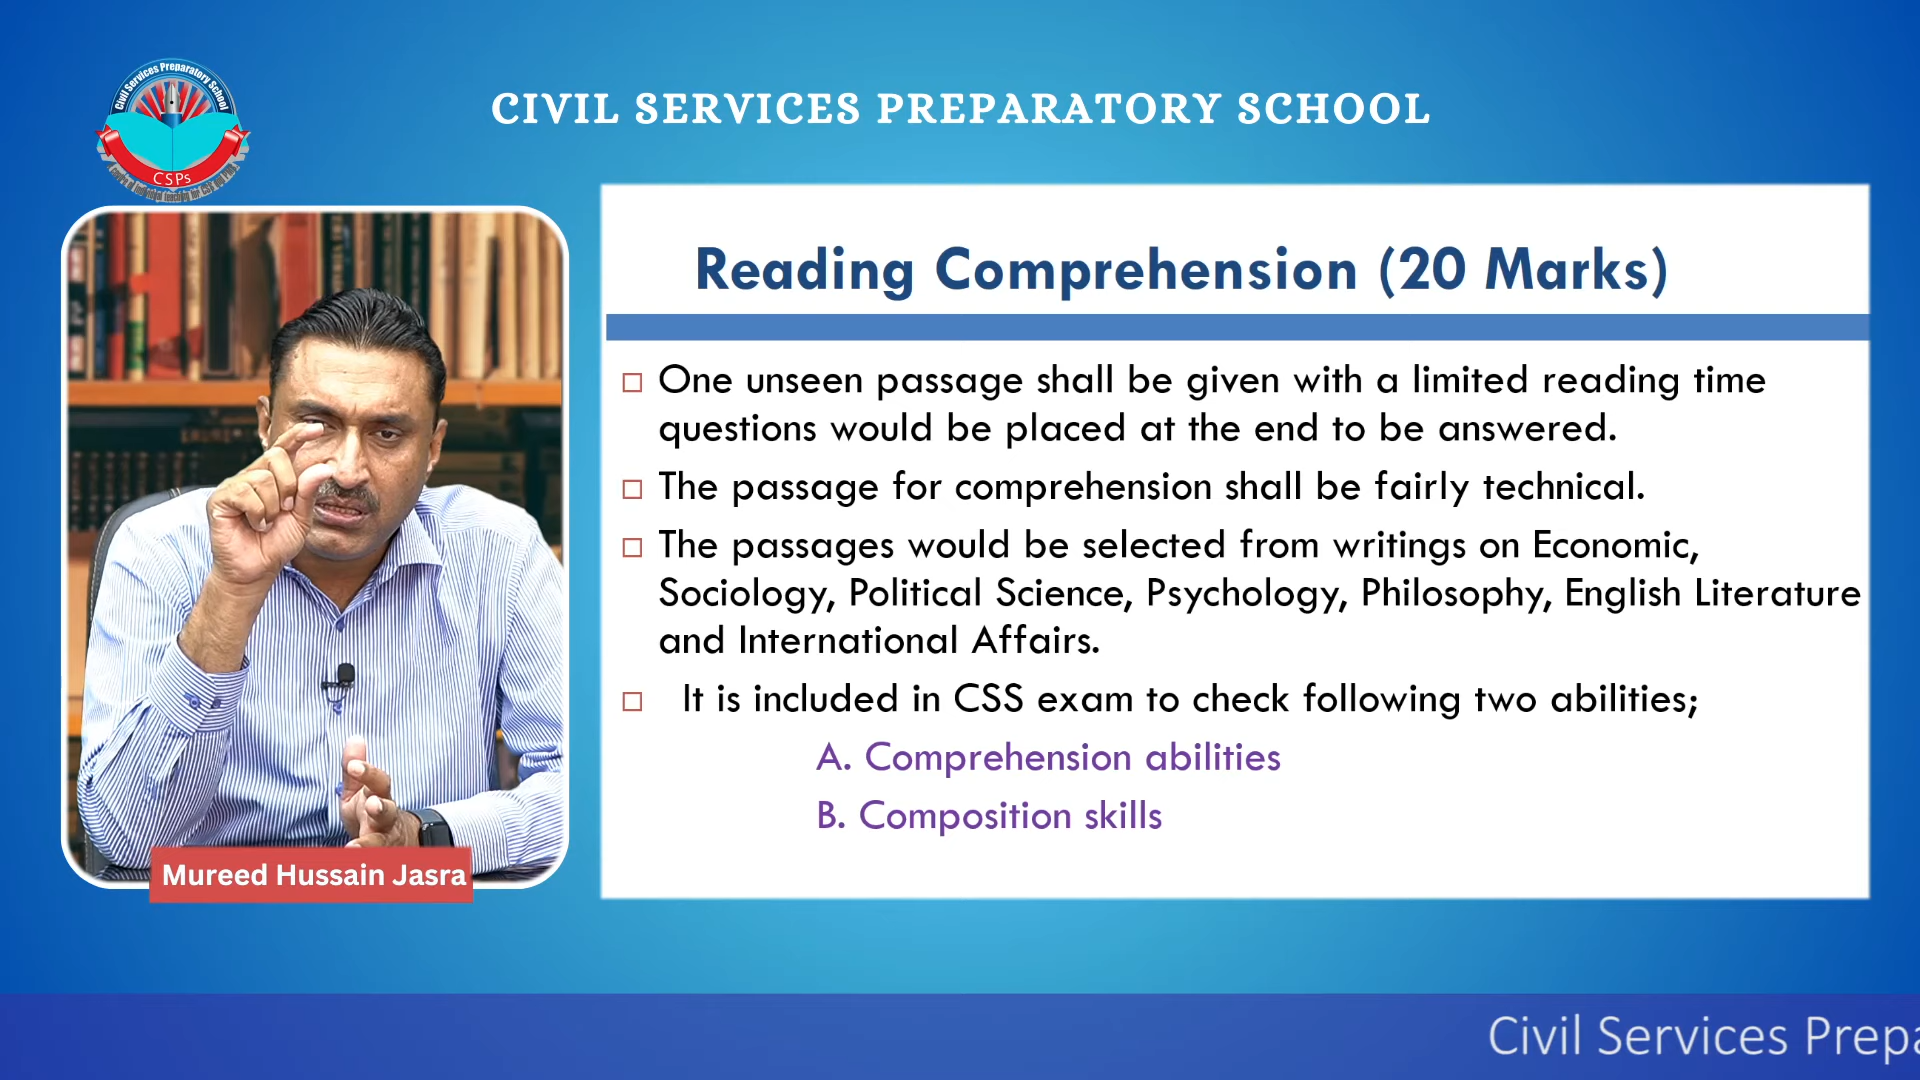 Civil Services Preparatory School
CSPs
CIVIL SERVICES PREPARATORY SCHOOL
Reading Comprehension (20 Marks)
One unseen passage shall be given with a limited reading time
questions would be placed at the end to be answered.
The passage for comprehension shall be fairly technical.
The passages would be selected from writings on Economic,
Sociology, Political Science, Psychology, Philosophy, English Literature
and International Affairs.
It is included in CSS exam to check following two abilities;
A. Comprehension abilities
B. Composition skills
Mureed Hussain Jasra
Civil Services Prepa